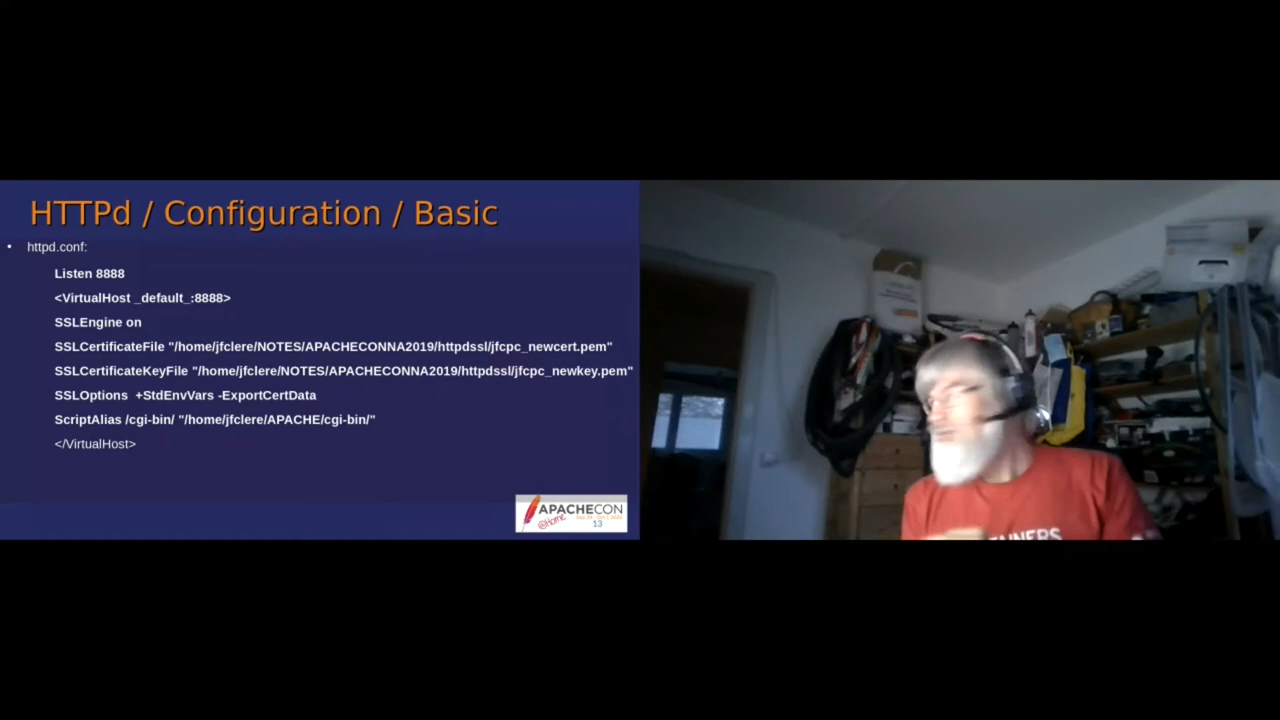 HTTPd / Configuration / Basic
• httpd.conf:
Listen 8888
<VirtualHost _default_:8888>
SSLEngine on
SSLCertificateFile "/home/jfclere/NOTES/APACHECONNA2019/httpdssl/jfcpc_newcert.pem"
SSLCertificateKeyFile "/home/jfclere/NOTES/APACHECONNA2019/httpdssl/jfcpc_newkey.pem"
SSLOptions  +StdEnvVars -ExportCertData
ScriptAlias /cgi-bin/ "/home/jfclere/APACHE/cgi-bin/"
</VirtualHost>
APACHECON
@Home
13